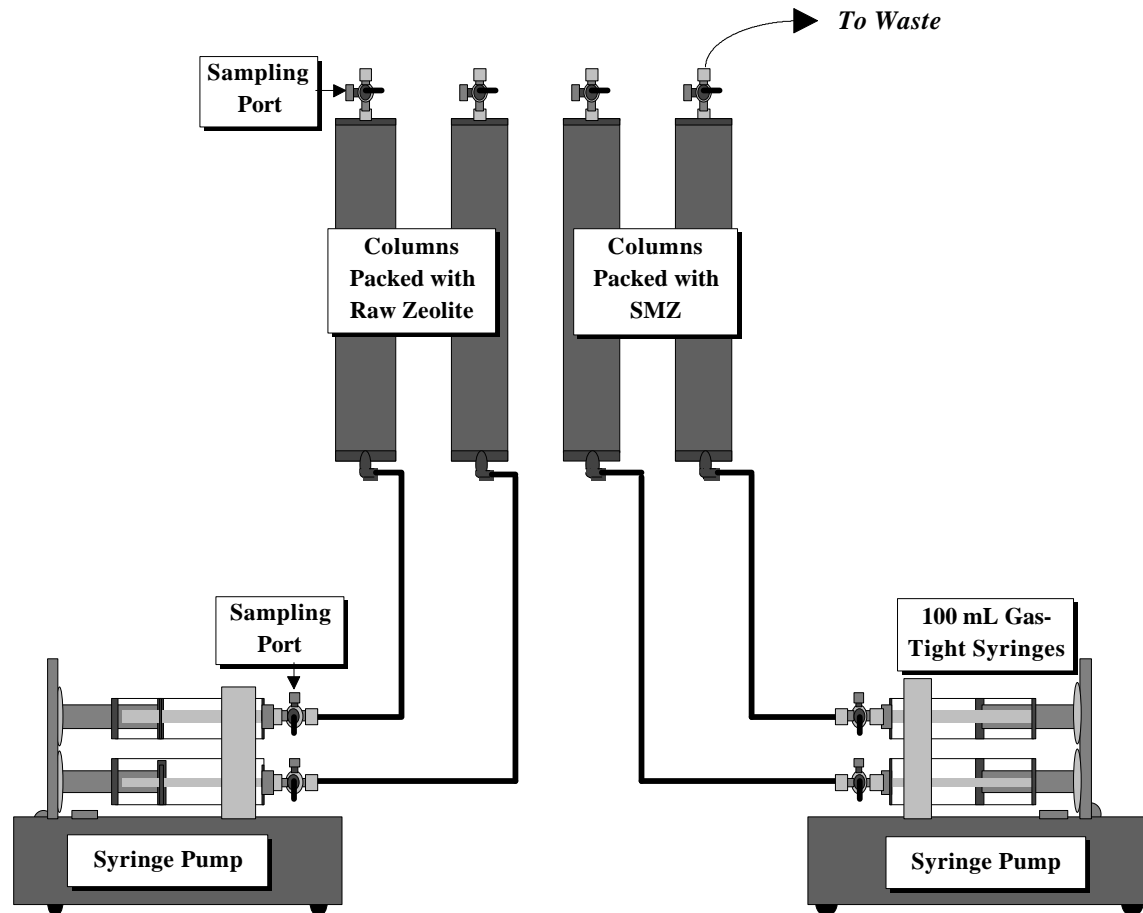 To Waste
Sampling
Port
Columns
Packed with
Raw Zeolite
Columns
Packed with
SMZ
Sampling
Port
100 mL Gas-
Tight Syringes
Syringe Pump
Syringe Pump